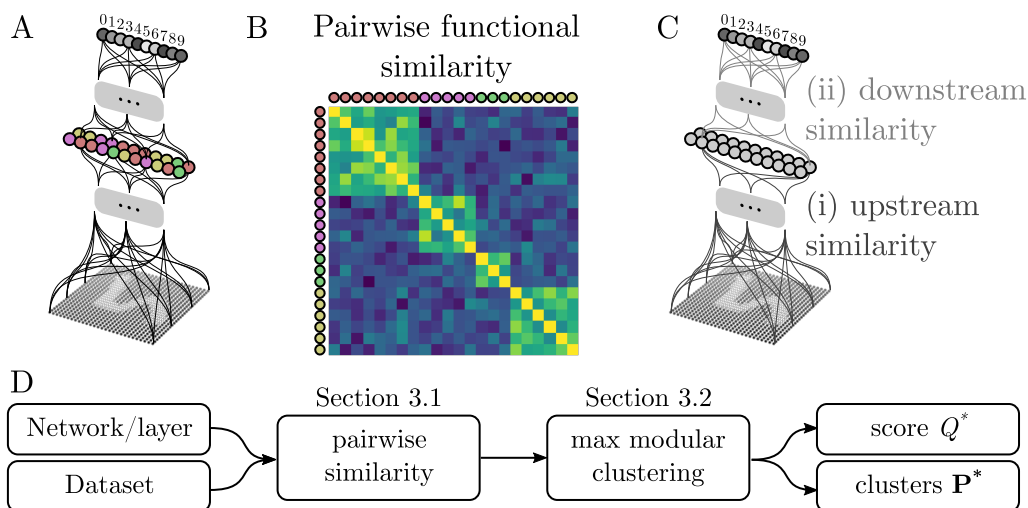 A
0123456789
B
Pairwise functional
similarity
C
0123456789
(ii) downstream
similarity
(i) upstream
similarity
D
Network/layer
Dataset
Section 3.1
pairwise
similarity
Section 3.2
max modular
clustering
score Q*
clusters P*